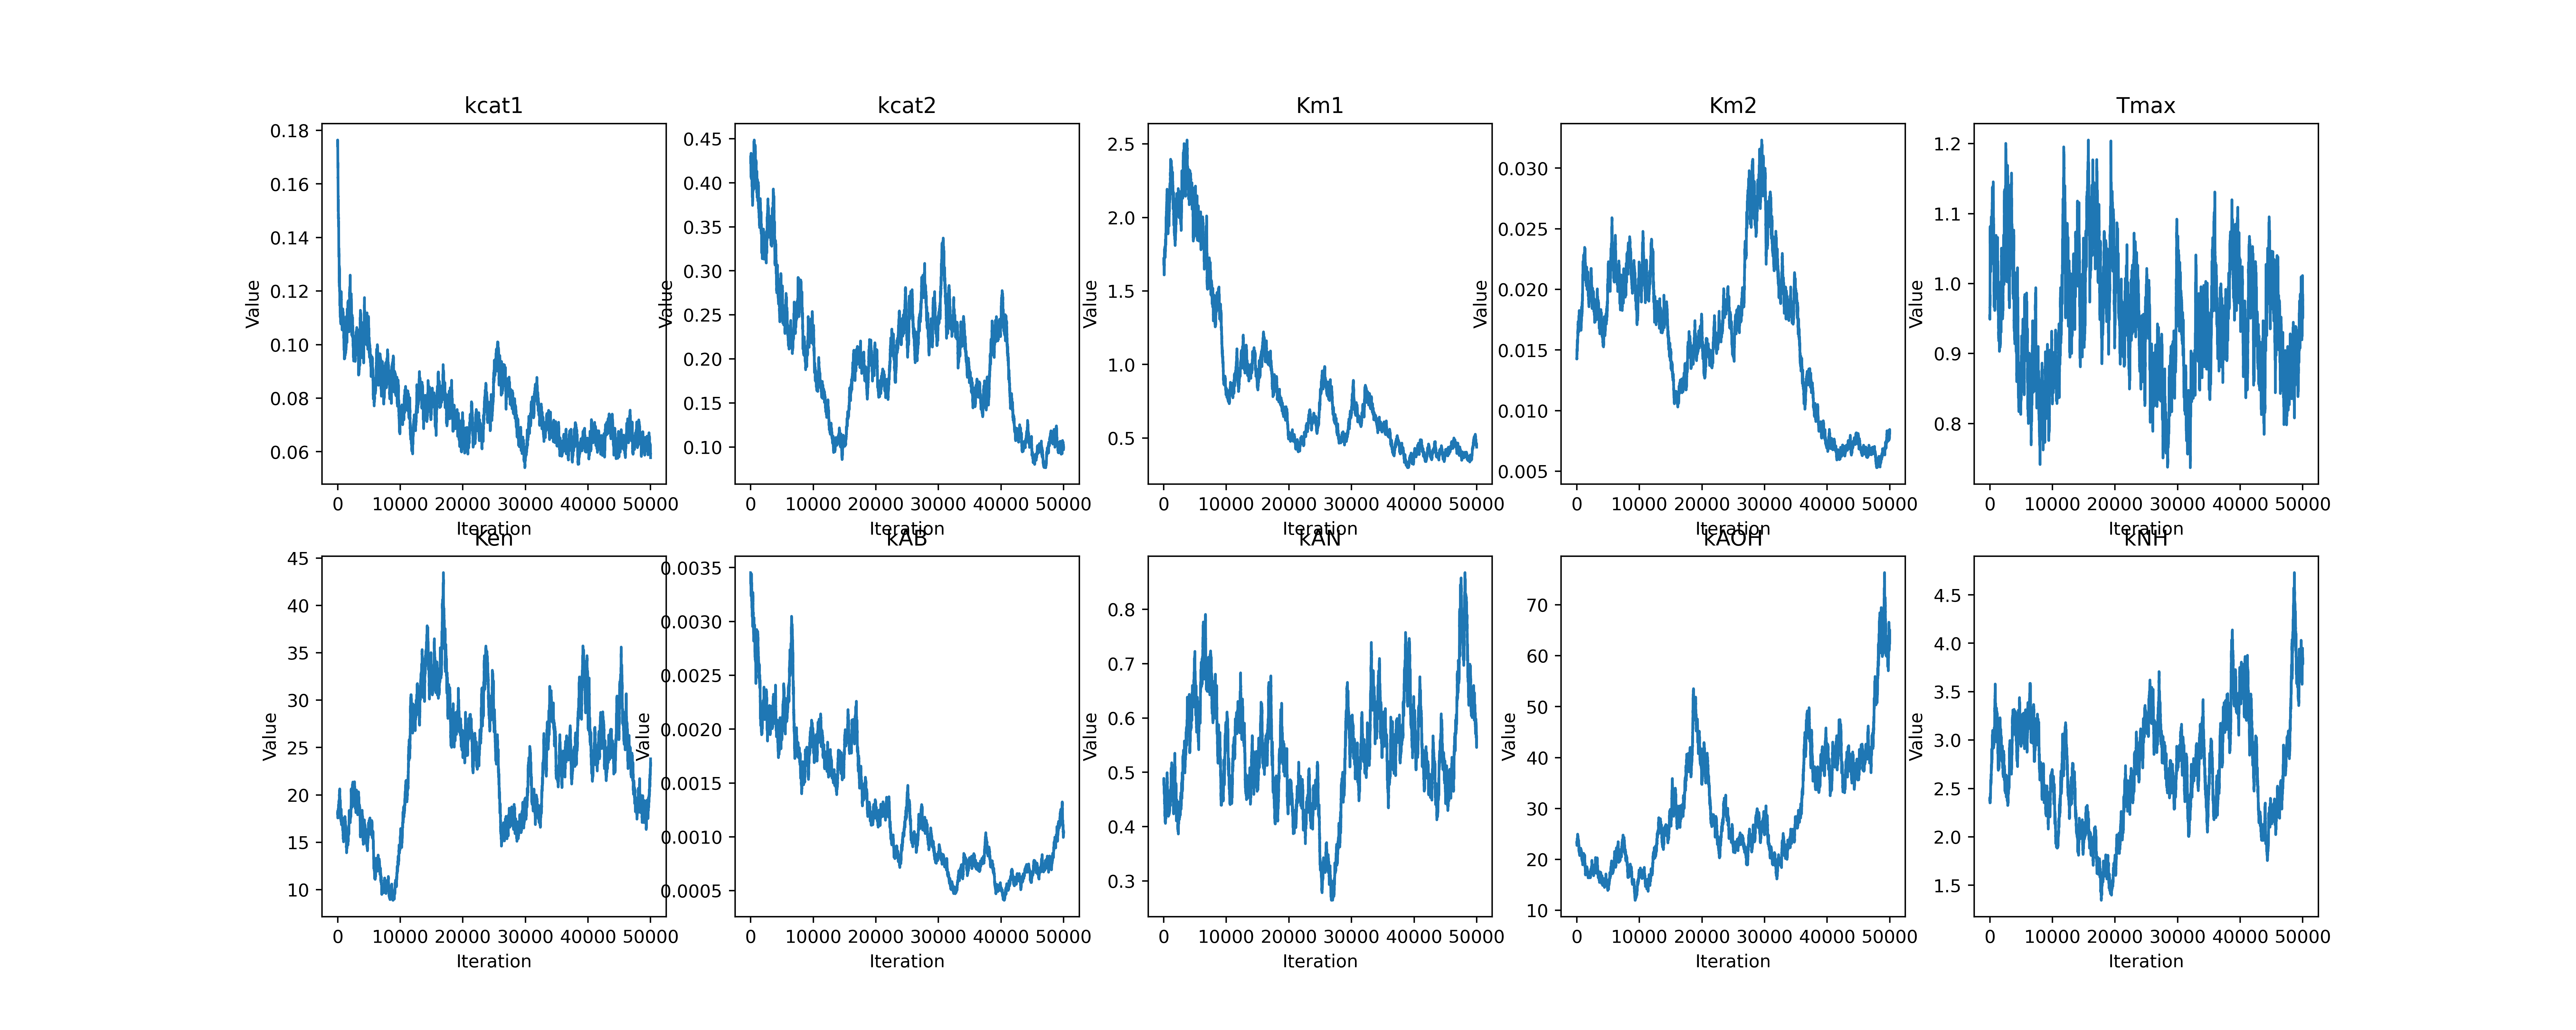 kcat1 kcat2 Km1 Km2 Tmax
0.18 0.16 0.14 0.12 0.10 0.08 0.06
Value
0 10000 20000 30000 40000 50000
Iteration
0.45 0.40 0.35 0.30 0.25 0.20 0.15 0.10
Value
0 10000 20000 30000 40000 50000
Iteration
2.5 2.0 1.5 1.0 0.5
Value
0 10000 20000 30000 40000 50000
Iteration
0.030 0.025 0.020 0.015 0.010 0.005
Value
0 10000 20000 30000 40000 50000
Iteration
1.2 1.1 1.0 0.9 0.8
Value
0 10000 20000 30000 40000 50000
Iteration
Ken kAB kAN kAOH kNH
45 40 35 30 25 20 15 10
Value
0 10000 20000 30000 40000 50000
Iteration
0.0035 0.0030 0.0025 0.0020 0.0015 0.0010 0.0005
Value
0 10000 20000 30000 40000 50000
Iteration
0.8 0.7 0.6 0.5 0.4 0.3
Value
0 10000 20000 30000 40000 50000
Iteration
70 60 50 40 30 20 10
Value
0 10000 20000 30000 40000 50000
Iteration
4.5 4.0 3.5 3.0 2.5 2.0 1.5
Value
0 10000 20000 30000 40000 50000
Iteration